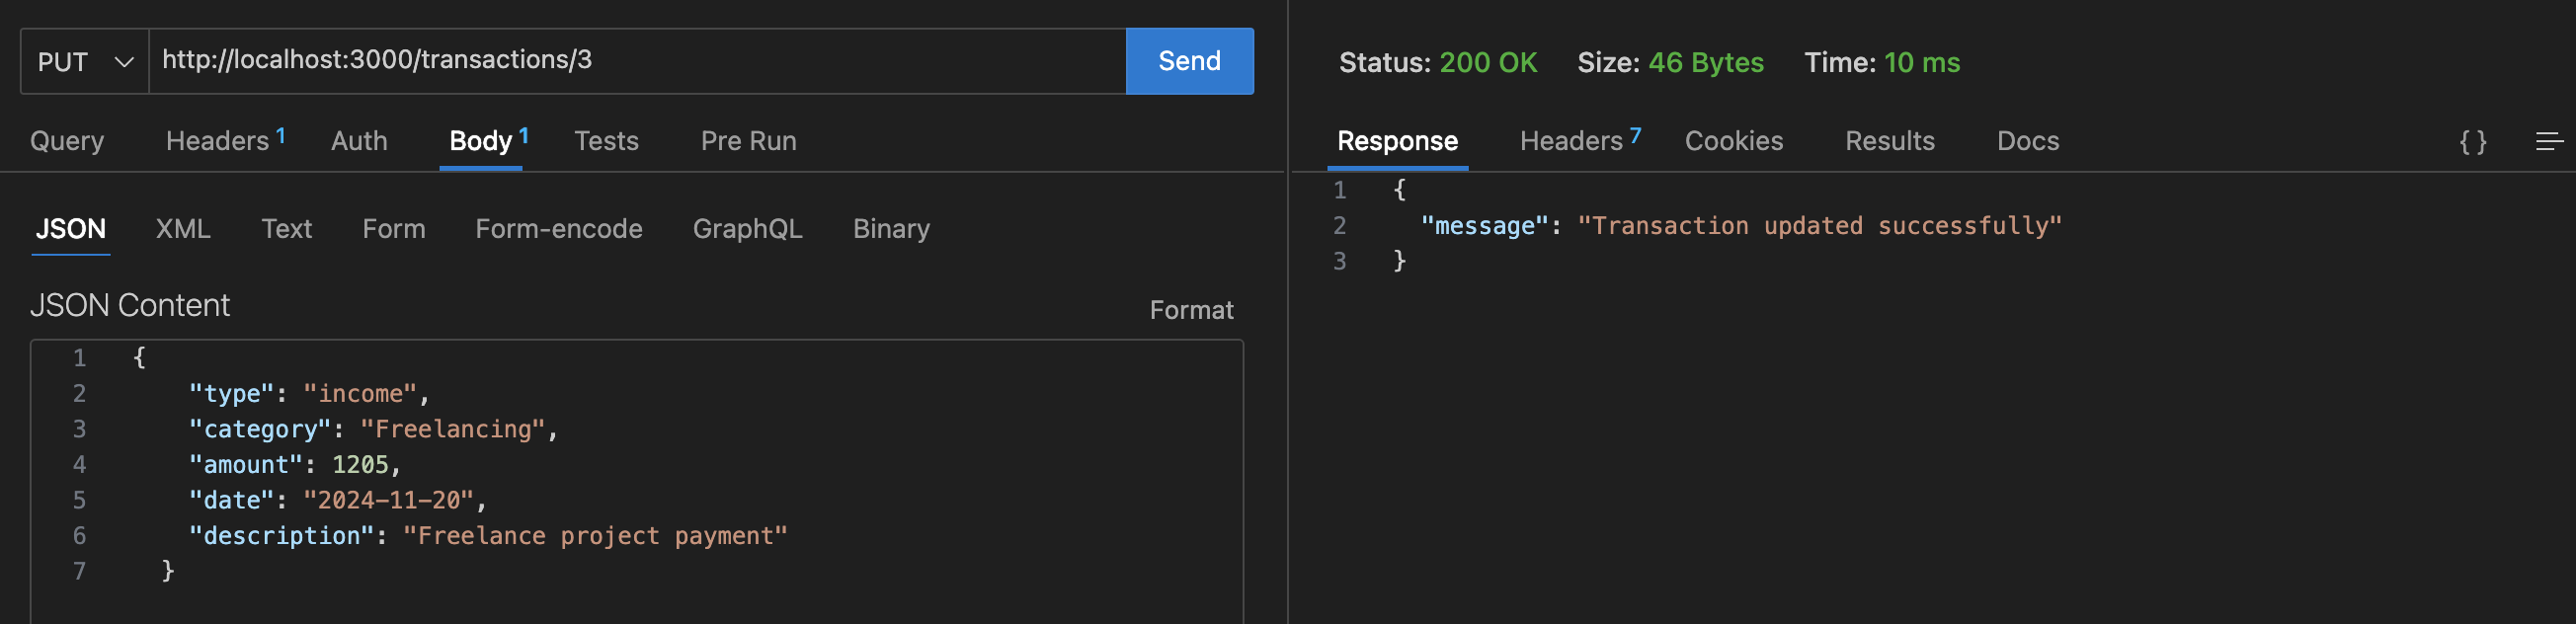 PUT http://localhost:3000/transactions/3 Send
Query Headers 1 Auth Body 1 Tests Pre Run
JSON XML Text Form Form-encode GraphQL Binary
JSON Content Format
1 {
2 "type": "income",
3 "category": "Freelancing",
4 "amount": 1205,
5 "date": "2024-11-20",
6 "description": "Freelance project payment"
7 }
Status: 200 OK Size: 46 Bytes Time: 10 ms
Response Headers 7 Cookies Results Docs { }
1 {
2 "message": "Transaction updated successfully"
3 }